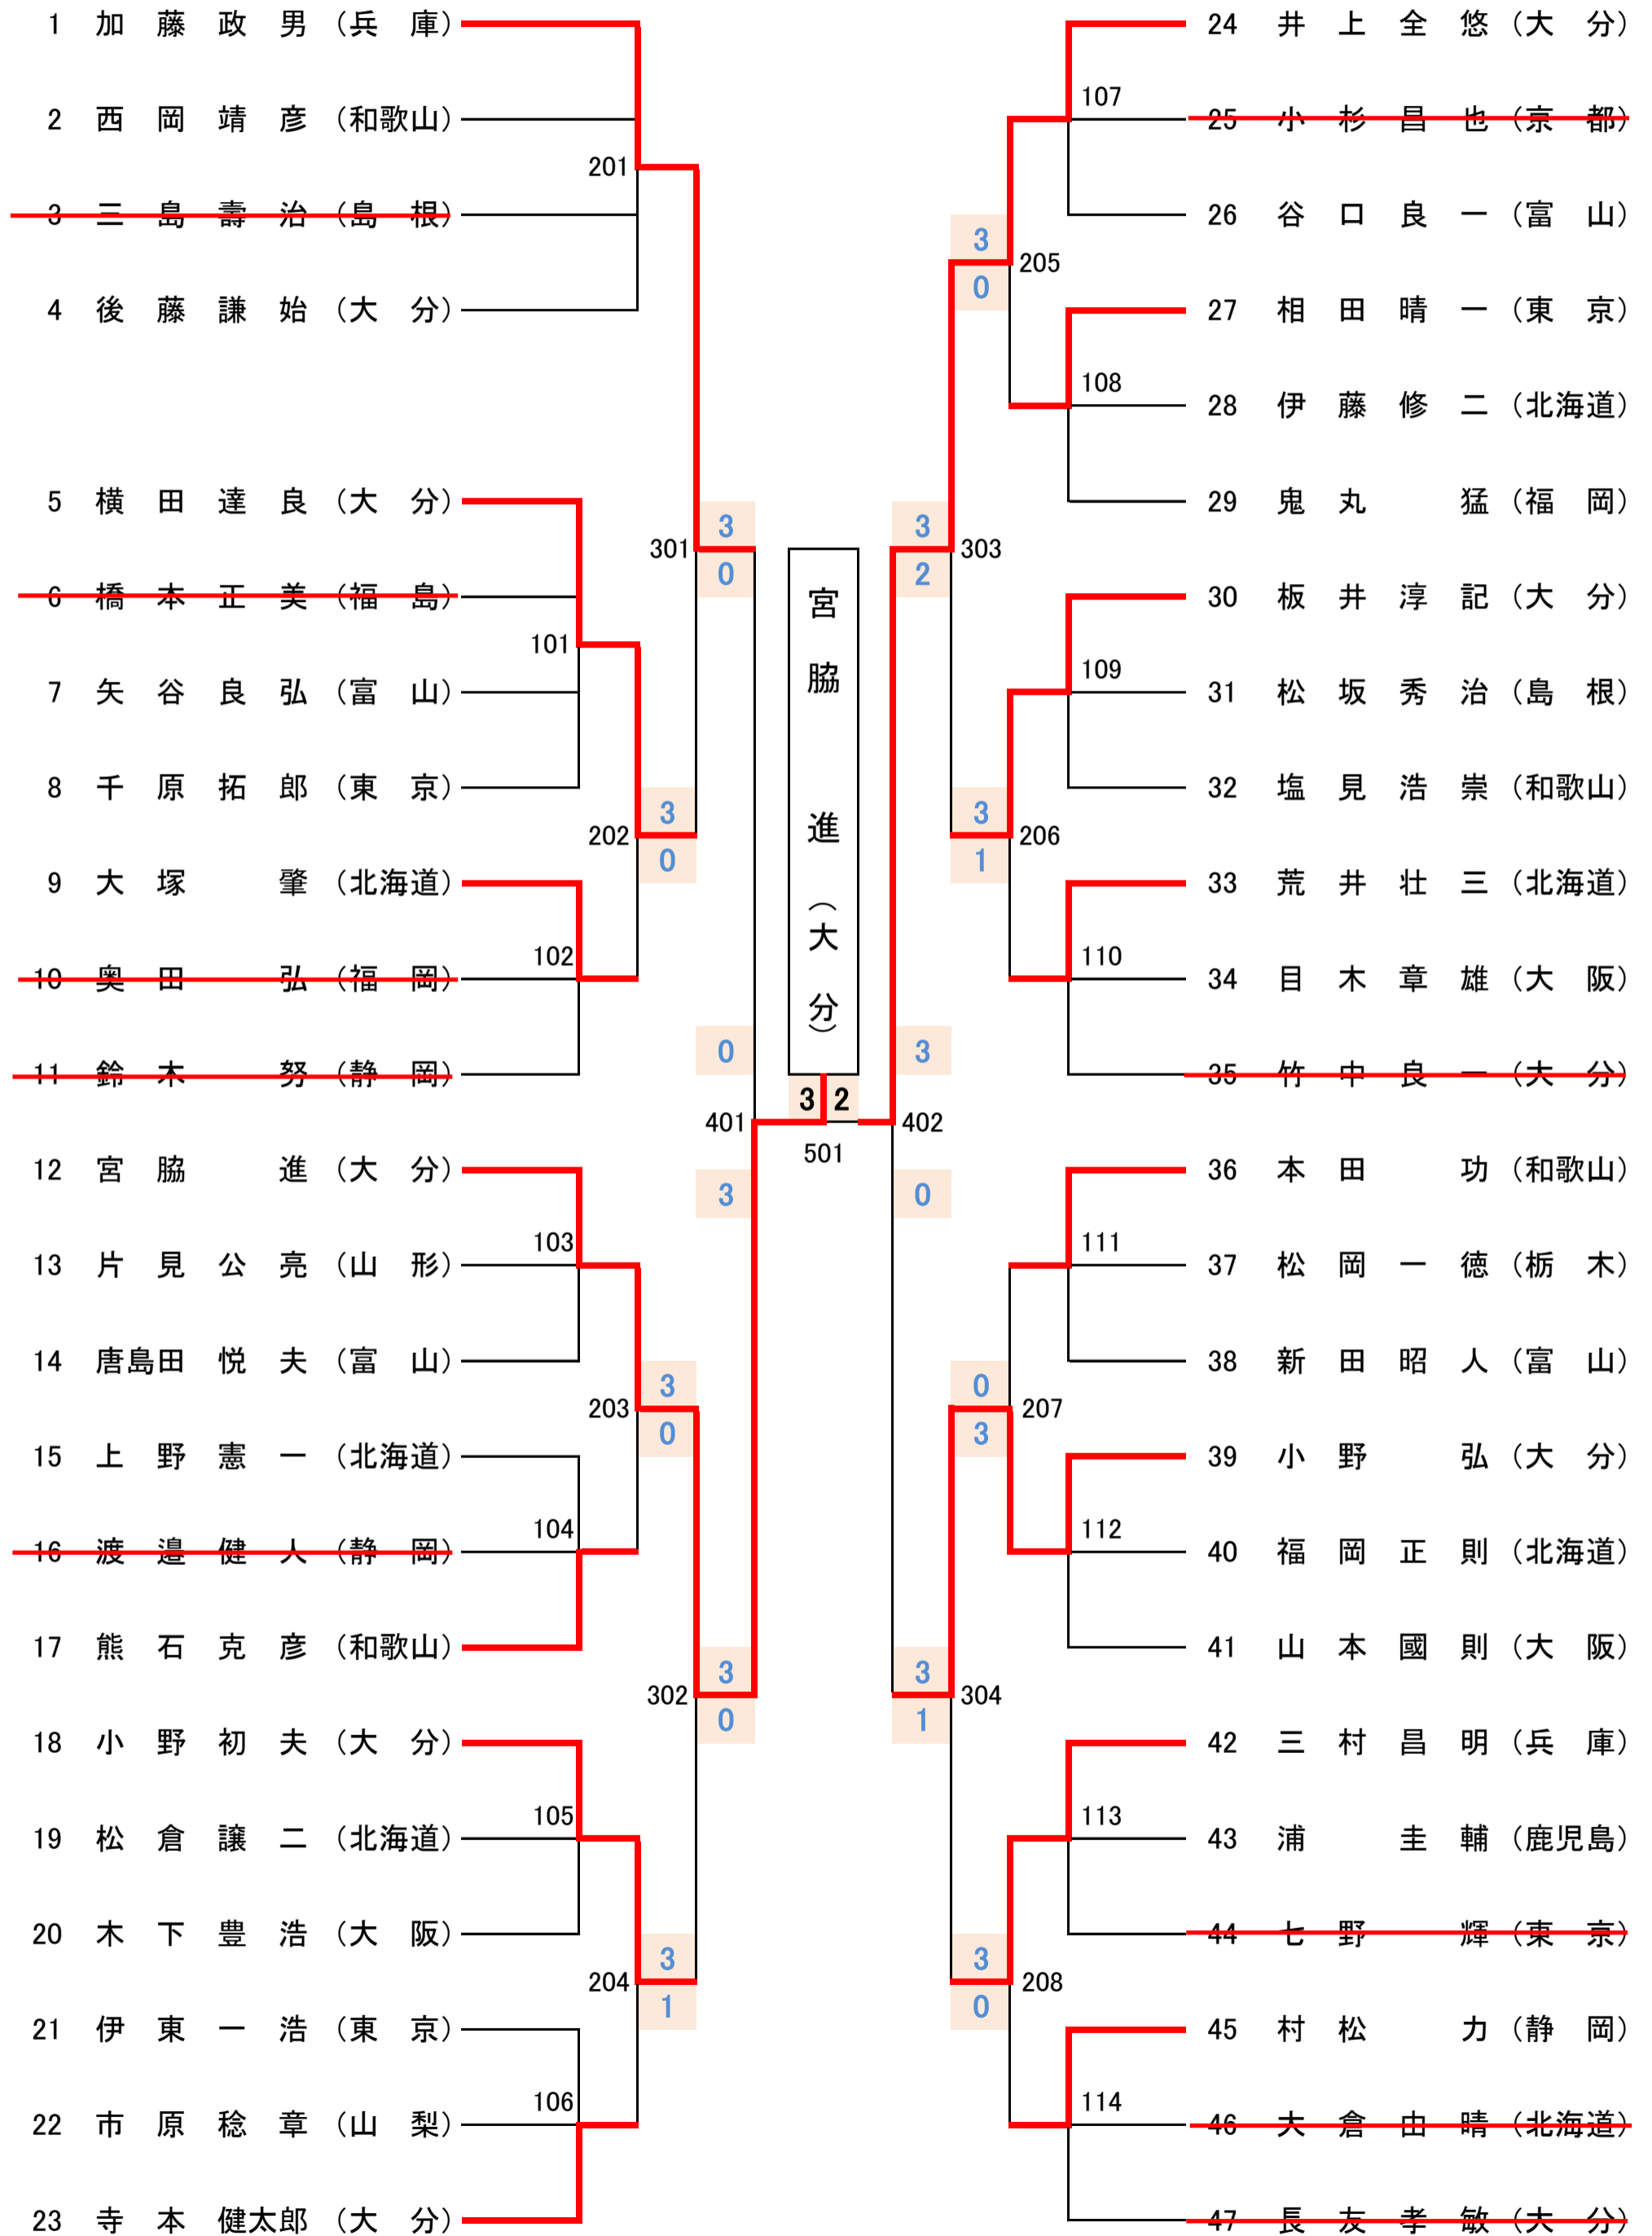 1 加藤政男（兵庫）
2 西岡靖彦（和歌山）
201
3 三島壽治（島根）
4 後藤謙始（大分）
5 横田達良（大分）
301
3
0
6 橋本正美（福島）
101
7 矢谷良弘（富山）
8 千原拓郎（東京）
202
3
0
9 大塚肇（北海道）
102
10 奥田弘（福岡）
11 鈴木努（静岡）
0
401
3
12 宮脇進（大分）
103
13 片見公亮（山形）
14 唐島田悦夫（富山）
203
3
0
15 上野憲一（北海道）
104
16 渡邉健人（静岡）
17 熊石克彦（和歌山）
302
3
0
18 小野初夫（大分）
105
19 松倉譲二（北海道）
20 木下豊浩（大阪）
204
3
1
21 伊東一浩（東京）
106
22 市原稔章（山梨）
23 寺本健太郎（大分）
宮脇進（大分）
3 2
501
24 井上全悠（大分）
107
25 小杉昌也（京都）
26 谷口良一（富山）
3
0
205
27 相田晴一（東京）
108
28 伊藤修二（北海道）
29 鬼丸猛（福岡）
3
2
303
30 板井淳記（大分）
109
31 松坂秀治（島根）
32 塩見浩崇（和歌山）
3
1
206
33 荒井壮三（北海道）
110
34 目木章雄（大阪）
35 竹中良一（大分）
3
402
0
36 本田功（和歌山）
111
37 松岡一徳（栃木）
38 新田昭人（富山）
0
3
207
39 小野弘（大分）
112
40 福岡正則（北海道）
41 山本國則（大阪）
3
1
304
42 三村昌明（兵庫）
113
43 浦圭輔（鹿児島）
44 七野輝（東京）
3
0
208
45 村松力（静岡）
114
46 大倉由晴（北海道）
47 長友孝敏（大分）